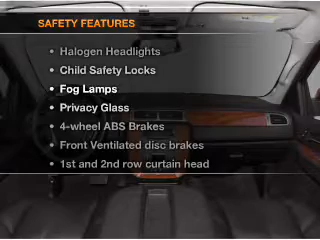 SAFETY FEATURES
• Halogen Headlights
• Child Safety Locks
• Fog Lamps
• Privacy Glass
• 4-wheel ABS Brakes
• Front Ventilated disc brakes
• 1st and 2nd row curtain head